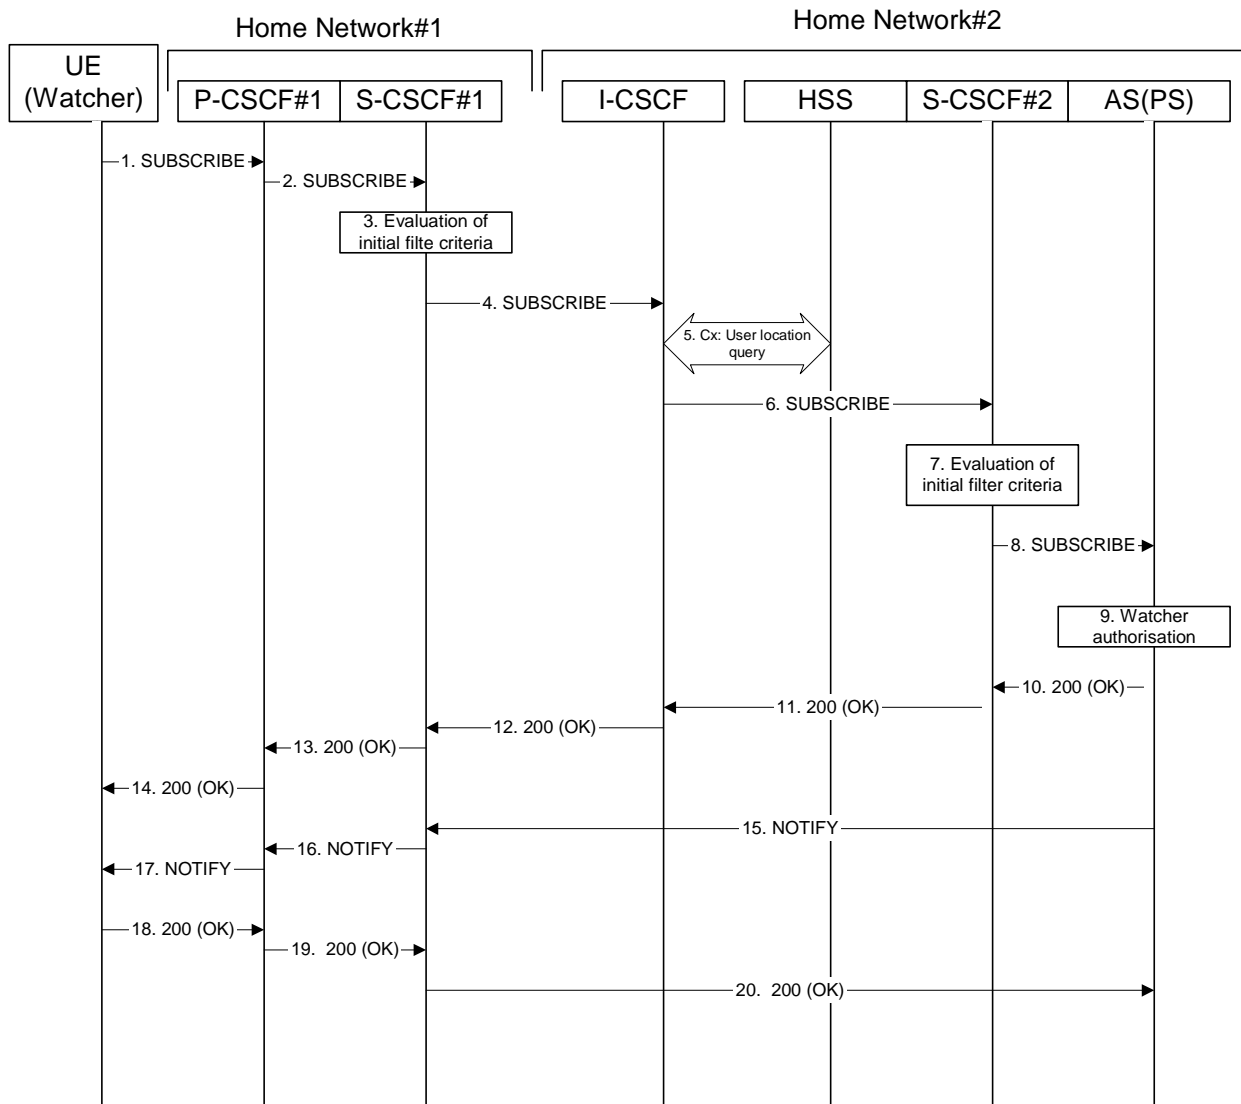 Home Network#1
Home Network#2
UE
(Watcher)
P-CSCF#1
S-CSCF#1
I-CSCF
HSS
S-CSCF#2
AS(PS)
1. SUBSCRIBE
2. SUBSCRIBE
3. Evaluation of
initial filte criteria
4. SUBSCRIBE
5. Cx: User location
query
6. SUBSCRIBE
7. Evaluation of
initial filter criteria
8. SUBSCRIBE
9. Watcher
authorisation
10. 200 (OK)
11. 200 (OK)
12. 200 (OK)
13. 200 (OK)
14. 200 (OK)
15. NOTIFY
16. NOTIFY
17. NOTIFY
18. 200 (OK)
19. 200 (OK)
20. 200 (OK)